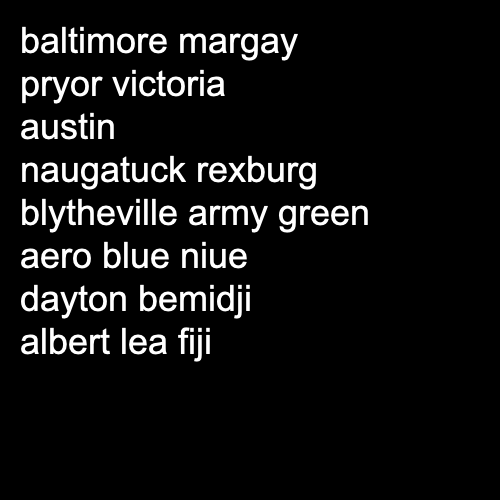 baltimore margay
pryor victoria
austin
naugatuck rexburg
blytheville army green
aero blue niue
dayton bemidji
albert lea fiji